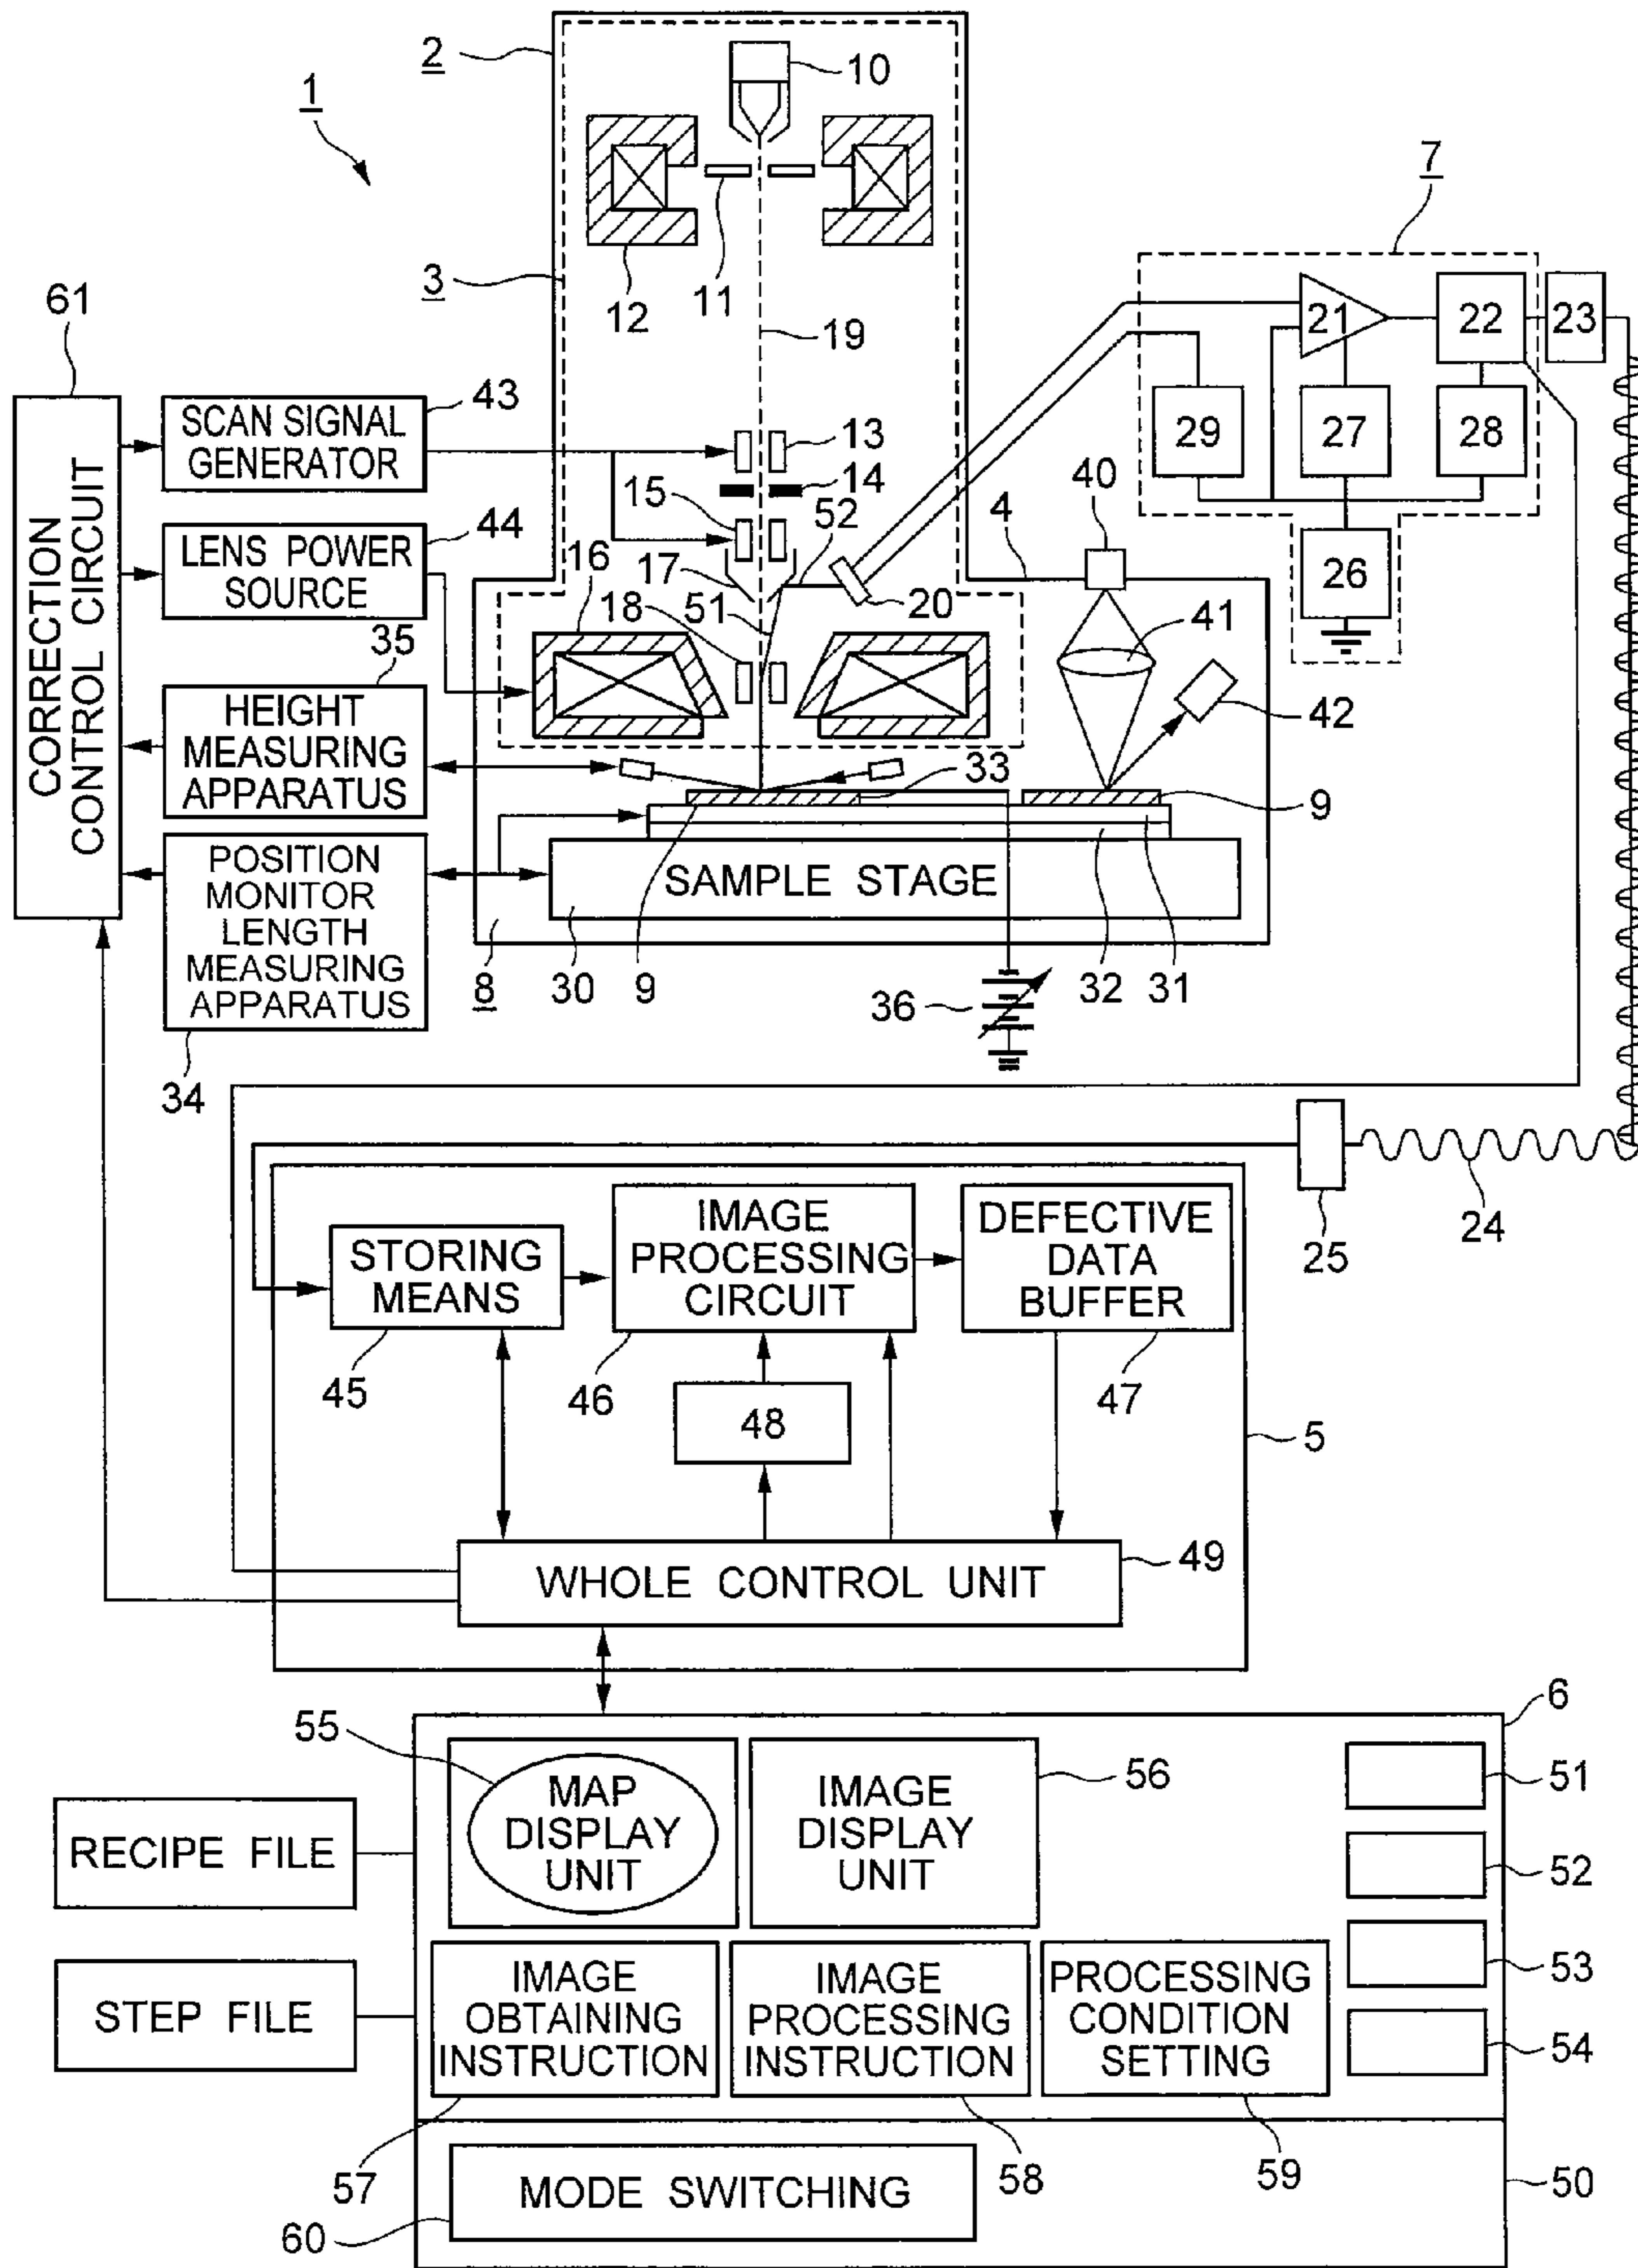 2
10
1
7
3
12
11
61
19
21
22
23
SCAN SIGNAL
GENERATOR
43
13
29
27
28
14
40
15
52
4
CORRECTION
CONTROL CIRCUIT
LENS POWER
SOURCE
44
17
26
16
51
20
18
41
35
HEIGHT
MEASURING
APPARATUS
42
33
9
POSITION
MONITOR
LENGTH
MEASURING
APPARATUS
SAMPLE STAGE
8
30
9
32
31
36
34
25
24
STORING
MEANS
IMAGE
PROCESSING
CIRCUIT
DEFECTIVE
DATA
BUFFER
45
46
47
48
5
WHOLE CONTROL UNIT
49
6
55
MAP
DISPLAY
UNIT
IMAGE
DISPLAY
UNIT
56
51
RECIPE FILE
52
53
STEP FILE
IMAGE
OBTAINING
INSTRUCTION
IMAGE
PROCESSING
INSTRUCTION
PROCESSING
CONDITION
SETTING
54
57
58
59
MODE SWITCHING
50
60